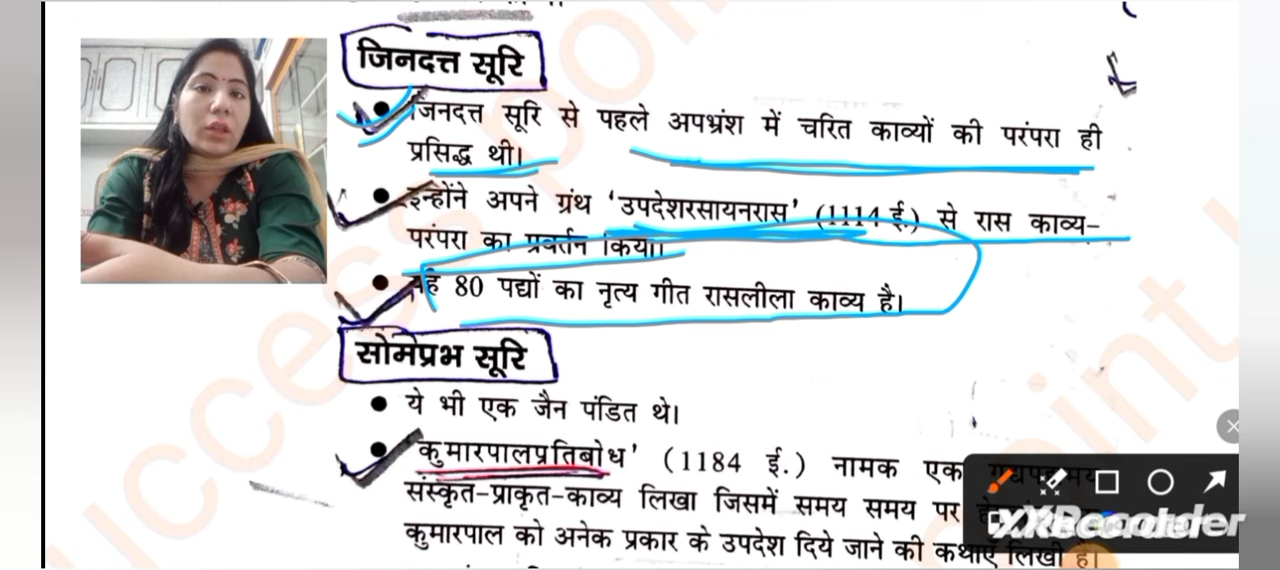 जिनदत्त सूरि
जिनदत्त सूरि से पहले अपभ्रंश में चरित काव्यों की परंपरा ही
प्रसिद्ध थी।
इन्होंने अपने ग्रंथ ‘उपदेशरसायनरास’ (1114 ई.) से रास काव्य-
परंपरा का प्रवर्तन किया।
यह 80 पद्यों का नृत्य गीत रासलीला काव्य है।
सोमप्रभ सूरि
ये भी एक जैन पंडित थे।
कुमारपालप्रतिबोध’ (1184 ई.) नामक एक
संस्कृत-प्राकृत-काव्य लिखा जिसमें समय समय पर
कुमारपाल को अनेक प्रकार के उपदेश दिये जाने की कथाएँ लिखी है।
uccess point
XRecorder